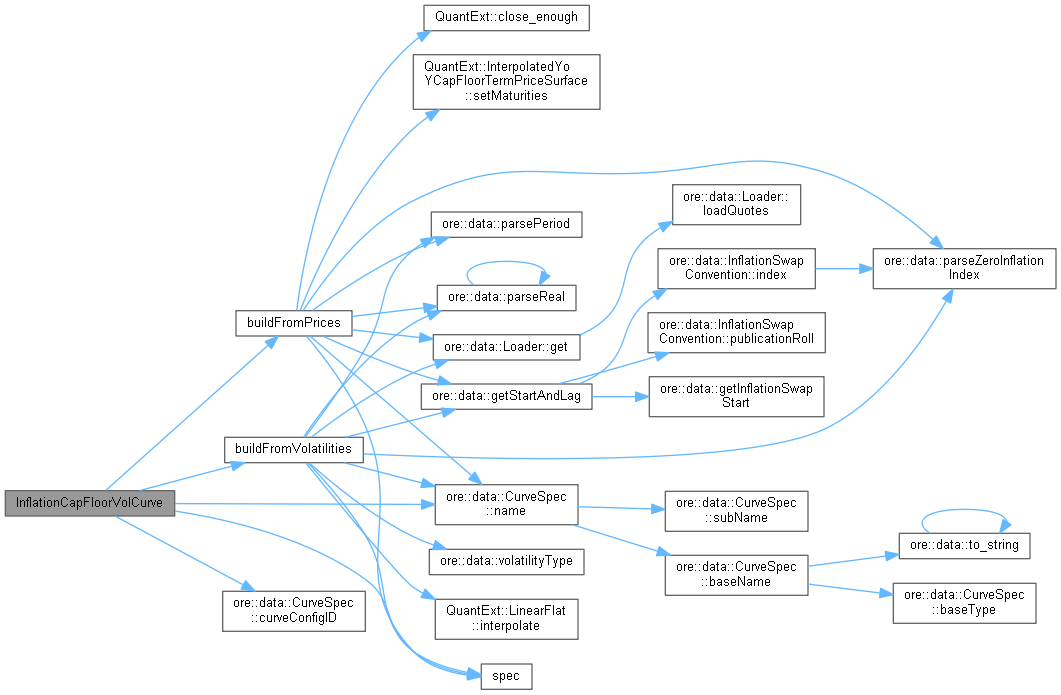 QuantExt::close_enough
QuantExt::InterpolatedYo
YCapFloorTermPriceSurface
::setMaturities
ore::data::Loader::
loadQuotes
ore::data::parsePeriod
ore::data::InflationSwap
Convention::index
ore::data::parseZeroInflation
Index
ore::data::parseReal
buildFromPrices
ore::data::InflationSwap
Convention::publicationRoll
ore::data::Loader::get
ore::data::getStartAndLag
ore::data::getInflationSwap
Start
buildFromVolatilities
InflationCapFloorVolCurve
ore::data::CurveSpec
::name
ore::data::CurveSpec
::subName
ore::data::to_string
ore::data::volatilityType
ore::data::CurveSpec
::baseName
ore::data::CurveSpec
::curveConfigID
QuantExt::LinearFlat
::interpolate
ore::data::CurveSpec
::baseType
spec